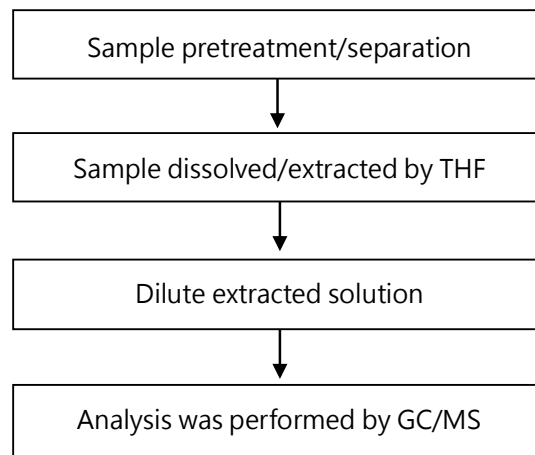 Sample pretreatment/separation
Sample dissolved/extracted by THF
Dilute extracted solution
Analysis was performed by GC/MS